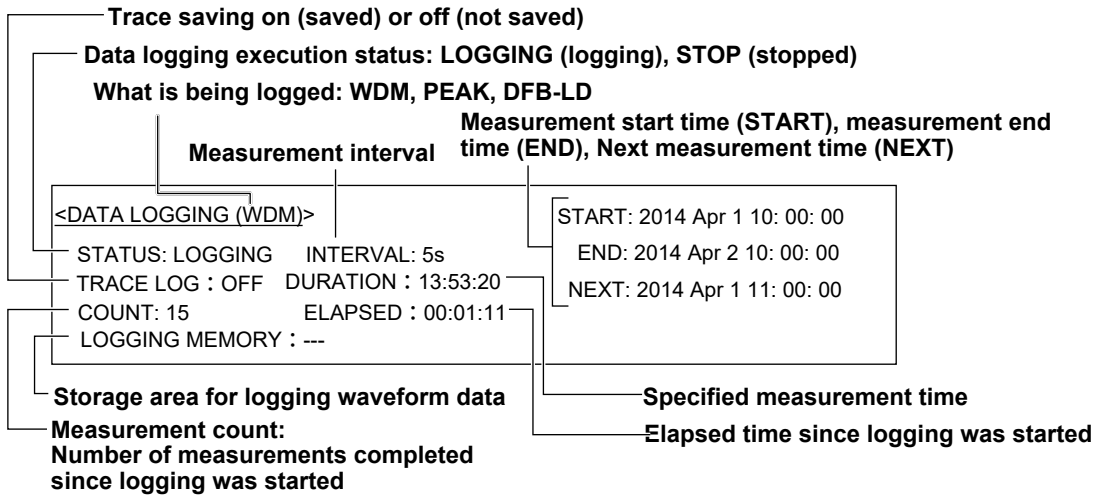 Trace saving on (saved) or off (not saved)
Data logging execution status: LOGGING (logging), STOP (stopped)
What is being logged: WDM, PEAK, DFB-LD
Measurement start time (START), measurement end
time (END), Next measurement time (NEXT)
Measurement interval
<DATA LOGGING (WDM)>
START: 2014 Apr 1 10: 00: 00
STATUS: LOGGING INTERVAL: 5s
END: 2014 Apr 2 10: 00: 00
TRACE LOG：OFF DURATION：13:53:20
NEXT: 2014 Apr 1 11: 00: 00
COUNT: 15 ELAPSED：00:01:11
LOGGING MEMORY：---
Storage area for logging waveform data
Specified measurement time
Measurement count:
Elapsed time since logging was started
Number of measurements completed
since logging was started